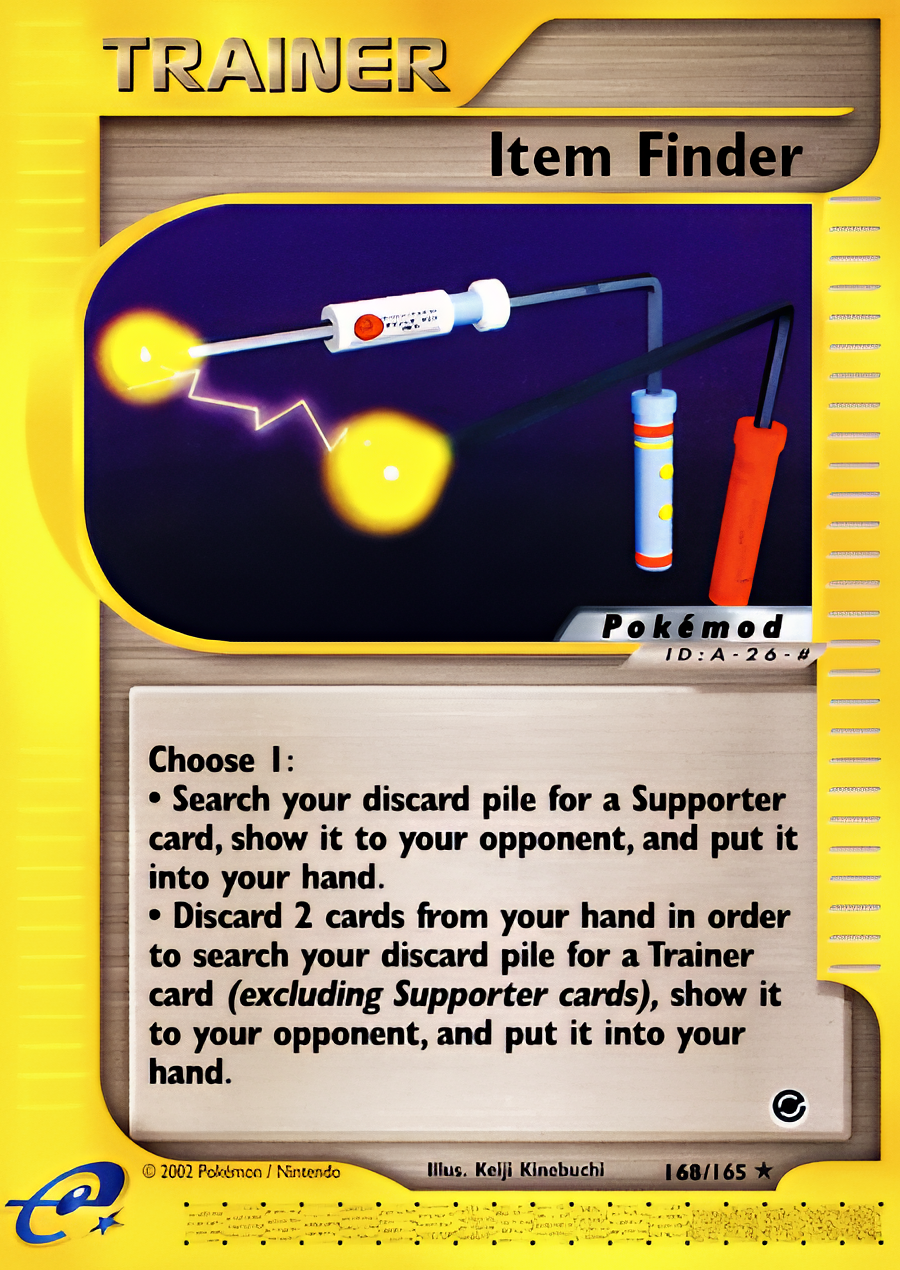 TRAINER
Item Finder
Pokémod
ID:A-26-#
Choose 1:
• Search your discard pile for a Supporter
card, show it to your opponent, and put it
into your hand.
• Discard 2 cards from your hand in order
to search your discard pile for a Trainer
card (excluding Supporter cards), show it
to your opponent, and put it into your
hand.
© 2002 Pokémon / Nintendo
Illus. Keiji Kinebuchi
168/165 ★